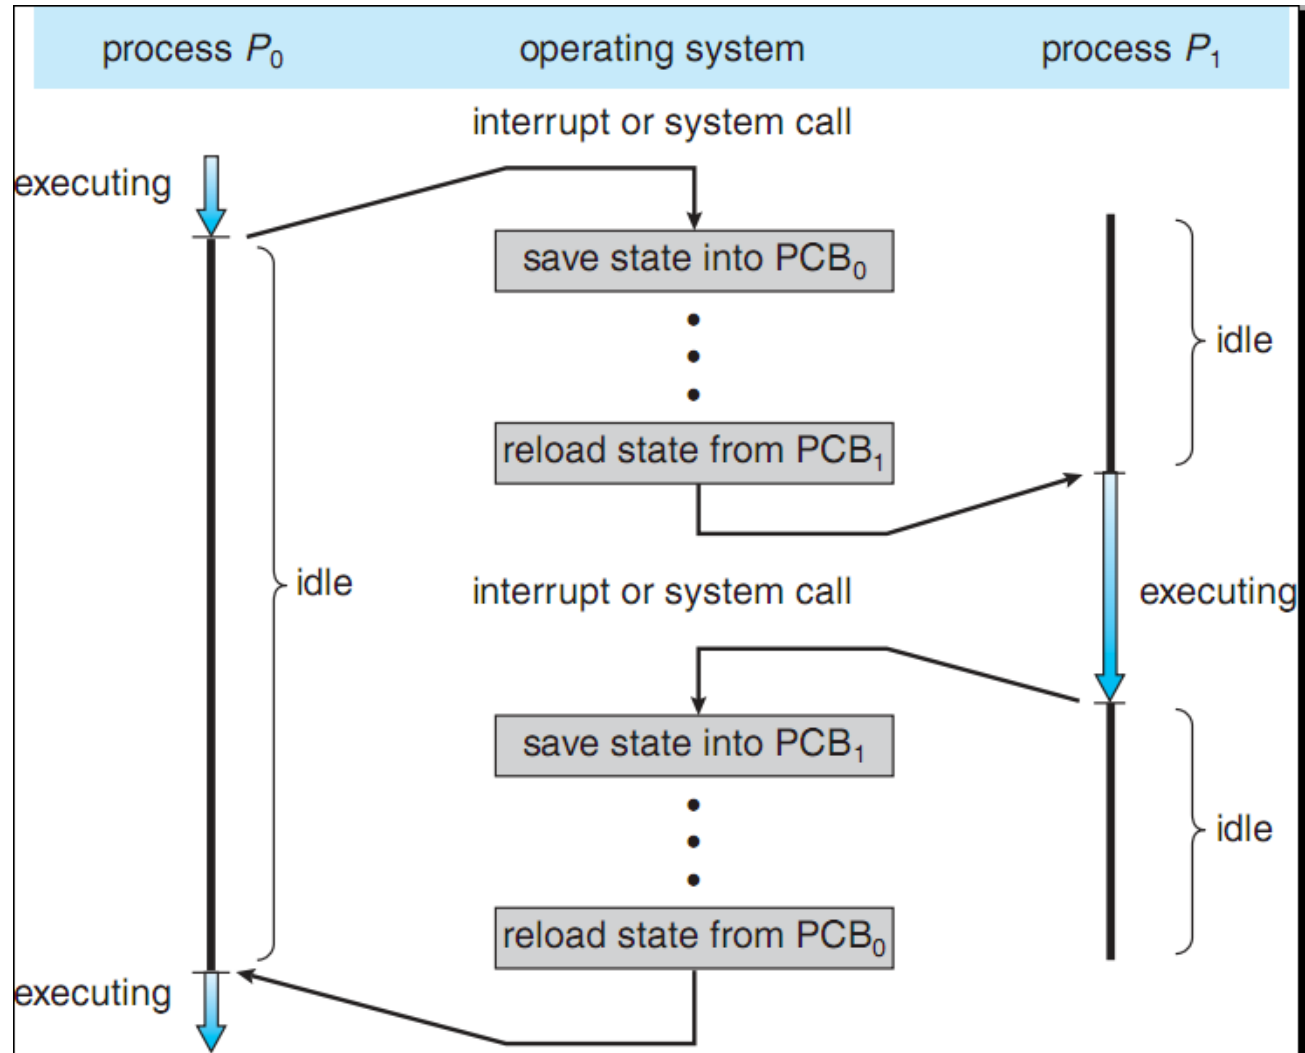 process P0 operating system process P1
interrupt or system call
executing
save state into PCB0
idle
reload state from PCB1
idle
interrupt or system call
executing
save state into PCB1
idle
reload state from PCB0
executing